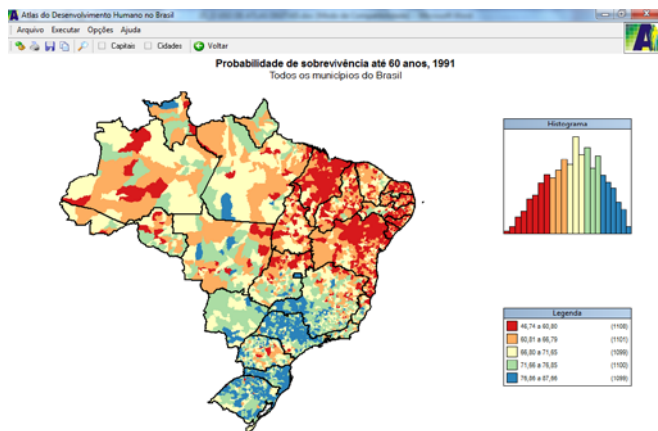 Atlas do Desenvolvimento Humano no Brasil
Arquivo Executar Opções Ajuda
Capitais Cidades Voltar
Probabilidade de sobrevivência até 60 anos, 1991
Todos os municípios do Brasil
Histograma
Legenda
46,74 a 60,80 (1108)
60,81 a 66,79 (1101)
66,80 a 71,65 (1099)
71,66 a 76,85 (1100)
76,86 a 87,66 (1099)